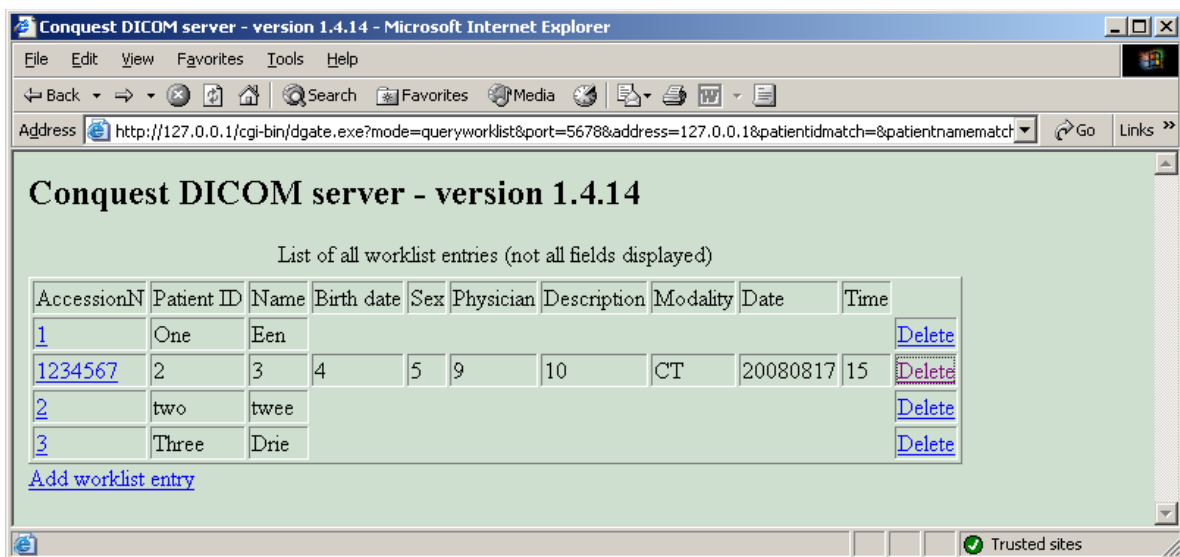 Conquest DICOM server - version 1.4.14 - Microsoft Internet Explorer
File Edit View Favorites Tools Help
Back Search Favorites Media
Address http://127.0.0.1/cgi-bin/dgate.exe?mode=queryworklist&port=5678&address=127.0.0.1&patientidmatch=&patientnamematch Go Links »
Conquest DICOM server - version 1.4.14
List of all worklist entries (not all fields displayed)
AccessionN Patient ID Name Birth date Sex Physician Description Modality Date Time
1 One Een Delete
1234567 2 3 4 5 9 10 CT 20080817 15 Delete
2 two twee Delete
3 Three Drie Delete
Add worklist entry
Trusted sites